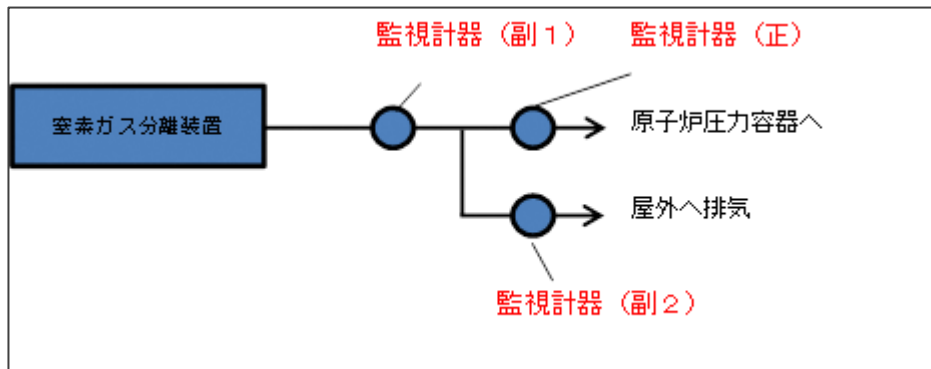 監視計器（副１）
監視計器（正）
窒素ガス分離装置
原子炉圧力容器へ
屋外へ排気
監視計器（副２）